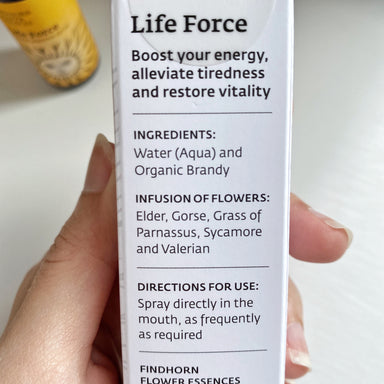 Life Force
Boost your energy,
alleviate tiredness
and restore vitality
INGREDIENTS:
Water (Aqua) and
Organic Brandy
INFUSION OF FLOWERS:
Elder, Gorse, Grass of
Parnassus, Sycamore
and Valerian
DIRECTIONS FOR USE:
Spray directly in the
mouth, as frequently
as required
FINDHORN
FLOWER ESSENCES
Force